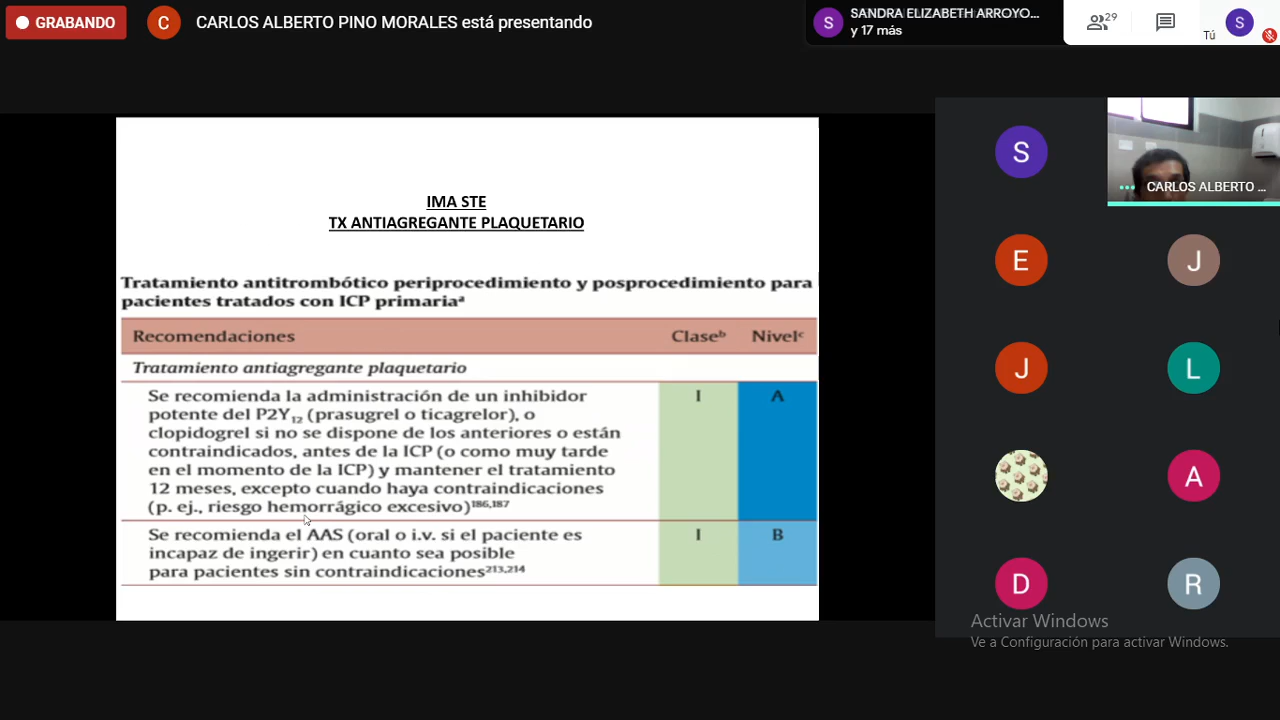 GRABANDO
C
CARLOS ALBERTO PINO MORALES está presentando
S
SANDRA ELIZABETH ARROYO...
y 17 más
29
Tú
S
IMA STE
TX ANTIAGREGANTE PLAQUETARIO
Tratamiento antitrombótico periprocedimiento y posprocedimiento para
pacientes tratados con ICP primariaᵃ
Recomendaciones Claseᵇ Nivelᶜ
Tratamiento antiagregante plaquetario
Se recomienda la administración de un inhibidor I A
potente del P2Y₁₂ (prasugrel o ticagrelor), o
clopidogrel si no se dispone de los anteriores o están
contraindicados, antes de la ICP (o como muy tarde
en el momento de la ICP) y mantener el tratamiento
12 meses, excepto cuando haya contraindicaciones
(p. ej., riesgo hemorrágico excesivo)¹⁸⁶,¹⁸⁷
Se recomienda el AAS (oral o i.v. si el paciente es I B
incapaz de ingerir) en cuanto sea posible
para pacientes sin contraindicaciones²¹³,²¹⁴
S
CARLOS ALBERTO ...
E J
J L
A
D R
Activar Windows
Ve a Configuración para activar Windows.